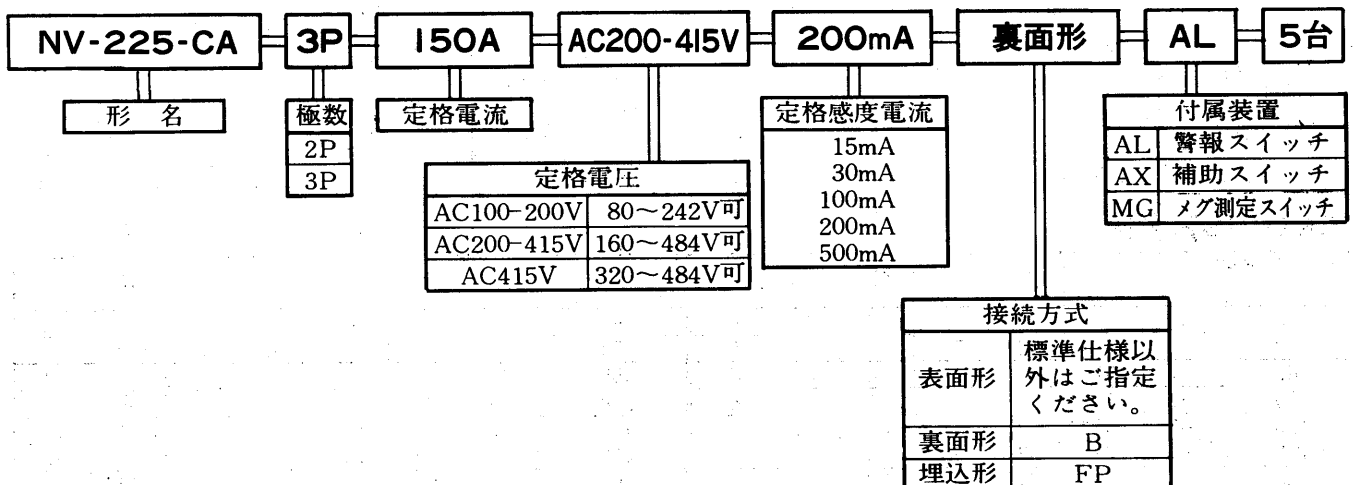 NV-225-CA 3P 150A AC200-415V 200mA 裏面形 AL 5台
形 名
極数
2P
3P
定格電流
定格電圧
AC100-200V 80〜242V可
AC200-415V 160〜484V可
AC415V 320〜484V可
定格感度電流
15mA
30mA
100mA
200mA
500mA
付属装置
AL 警報スイッチ
AX 補助スイッチ
MG メグ測定スイッチ
接続方式
表面形 標準仕様以
外はご指定
ください。
裏面形 B
埋込形 FP